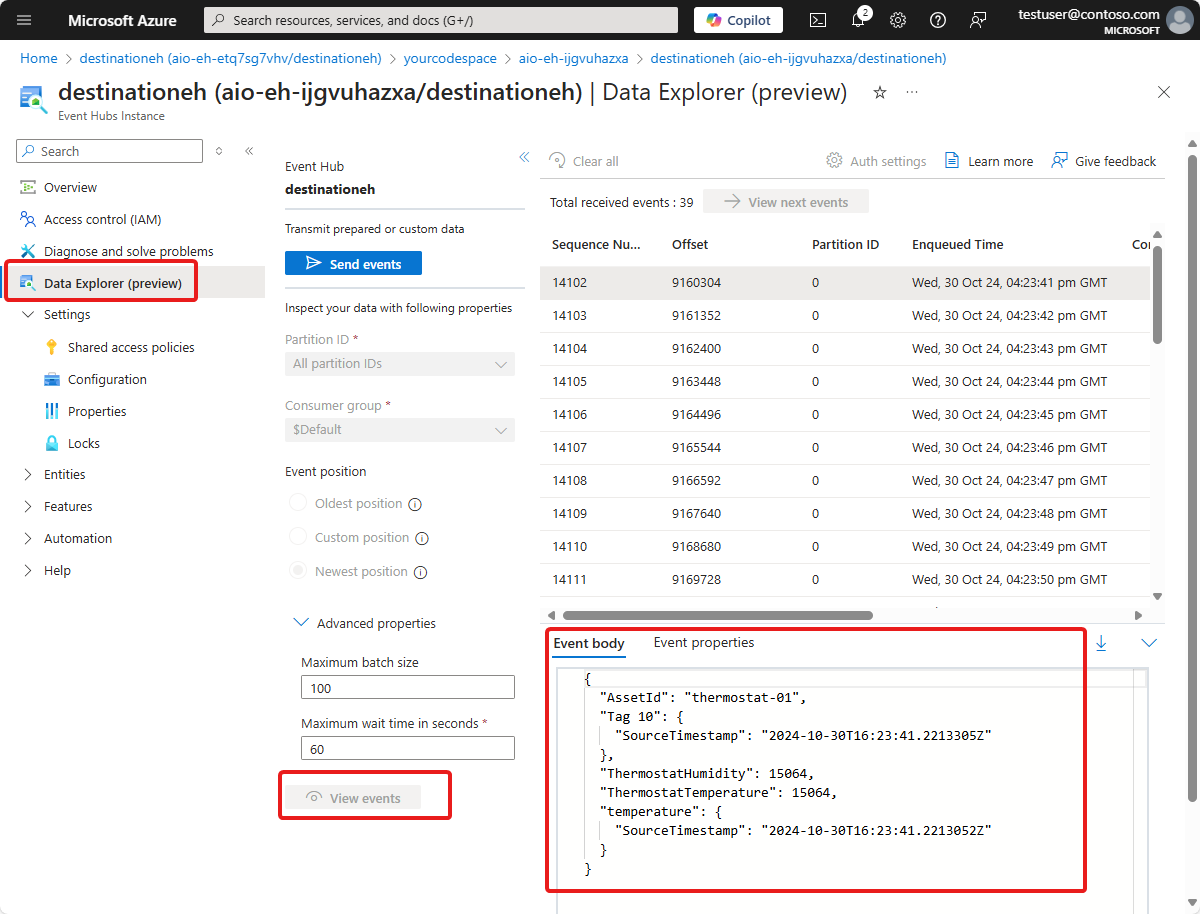 Microsoft Azure
Search resources, services, and docs (G+/)
Copilot
2
testuser@contoso.com
MICROSOFT
Home > destinationeh (aio-eh-etq7sg7vhv/destinationeh) > yourcodespace > aio-eh-ijgvuhazxa > destinationeh (aio-eh-ijgvuhazxa/destinationeh)
destinationeh (aio-eh-ijgvuhazxa/destinationeh) | Data Explorer (preview)
Event Hubs Instance
Search
Overview
Access control (IAM)
Diagnose and solve problems
Data Explorer (preview)
Settings
Shared access policies
Configuration
Properties
Locks
Entities
Features
Automation
Help
Event Hub
destinationeh
Transmit prepared or custom data
Send events
Inspect your data with following properties
Partition ID *
All partition IDs
Consumer group *
$Default
Event position
Oldest position
Custom position
Newest position
Advanced properties
Maximum batch size
100
Maximum wait time in seconds *
60
View events
Clear all
Auth settings
Learn more
Give feedback
Total received events : 39
View next events
Sequence Nu... Offset Partition ID Enqueued Time Co
14102 9160304 0 Wed, 30 Oct 24, 04:23:41 pm GMT
14103 9161352 0 Wed, 30 Oct 24, 04:23:42 pm GMT
14104 9162400 0 Wed, 30 Oct 24, 04:23:43 pm GMT
14105 9163448 0 Wed, 30 Oct 24, 04:23:44 pm GMT
14106 9164496 0 Wed, 30 Oct 24, 04:23:45 pm GMT
14107 9165544 0 Wed, 30 Oct 24, 04:23:46 pm GMT
14108 9166592 0 Wed, 30 Oct 24, 04:23:47 pm GMT
14109 9167640 0 Wed, 30 Oct 24, 04:23:48 pm GMT
14110 9168680 0 Wed, 30 Oct 24, 04:23:49 pm GMT
14111 9169728 0 Wed, 30 Oct 24, 04:23:50 pm GMT
Event body
Event properties
{
"AssetId": "thermostat-01",
"Tag 10": {
"SourceTimestamp": "2024-10-30T16:23:41.2213305Z"
},
"ThermostatHumidity": 15064,
"ThermostatTemperature": 15064,
"temperature": {
"SourceTimestamp": "2024-10-30T16:23:41.2213052Z"
}
}